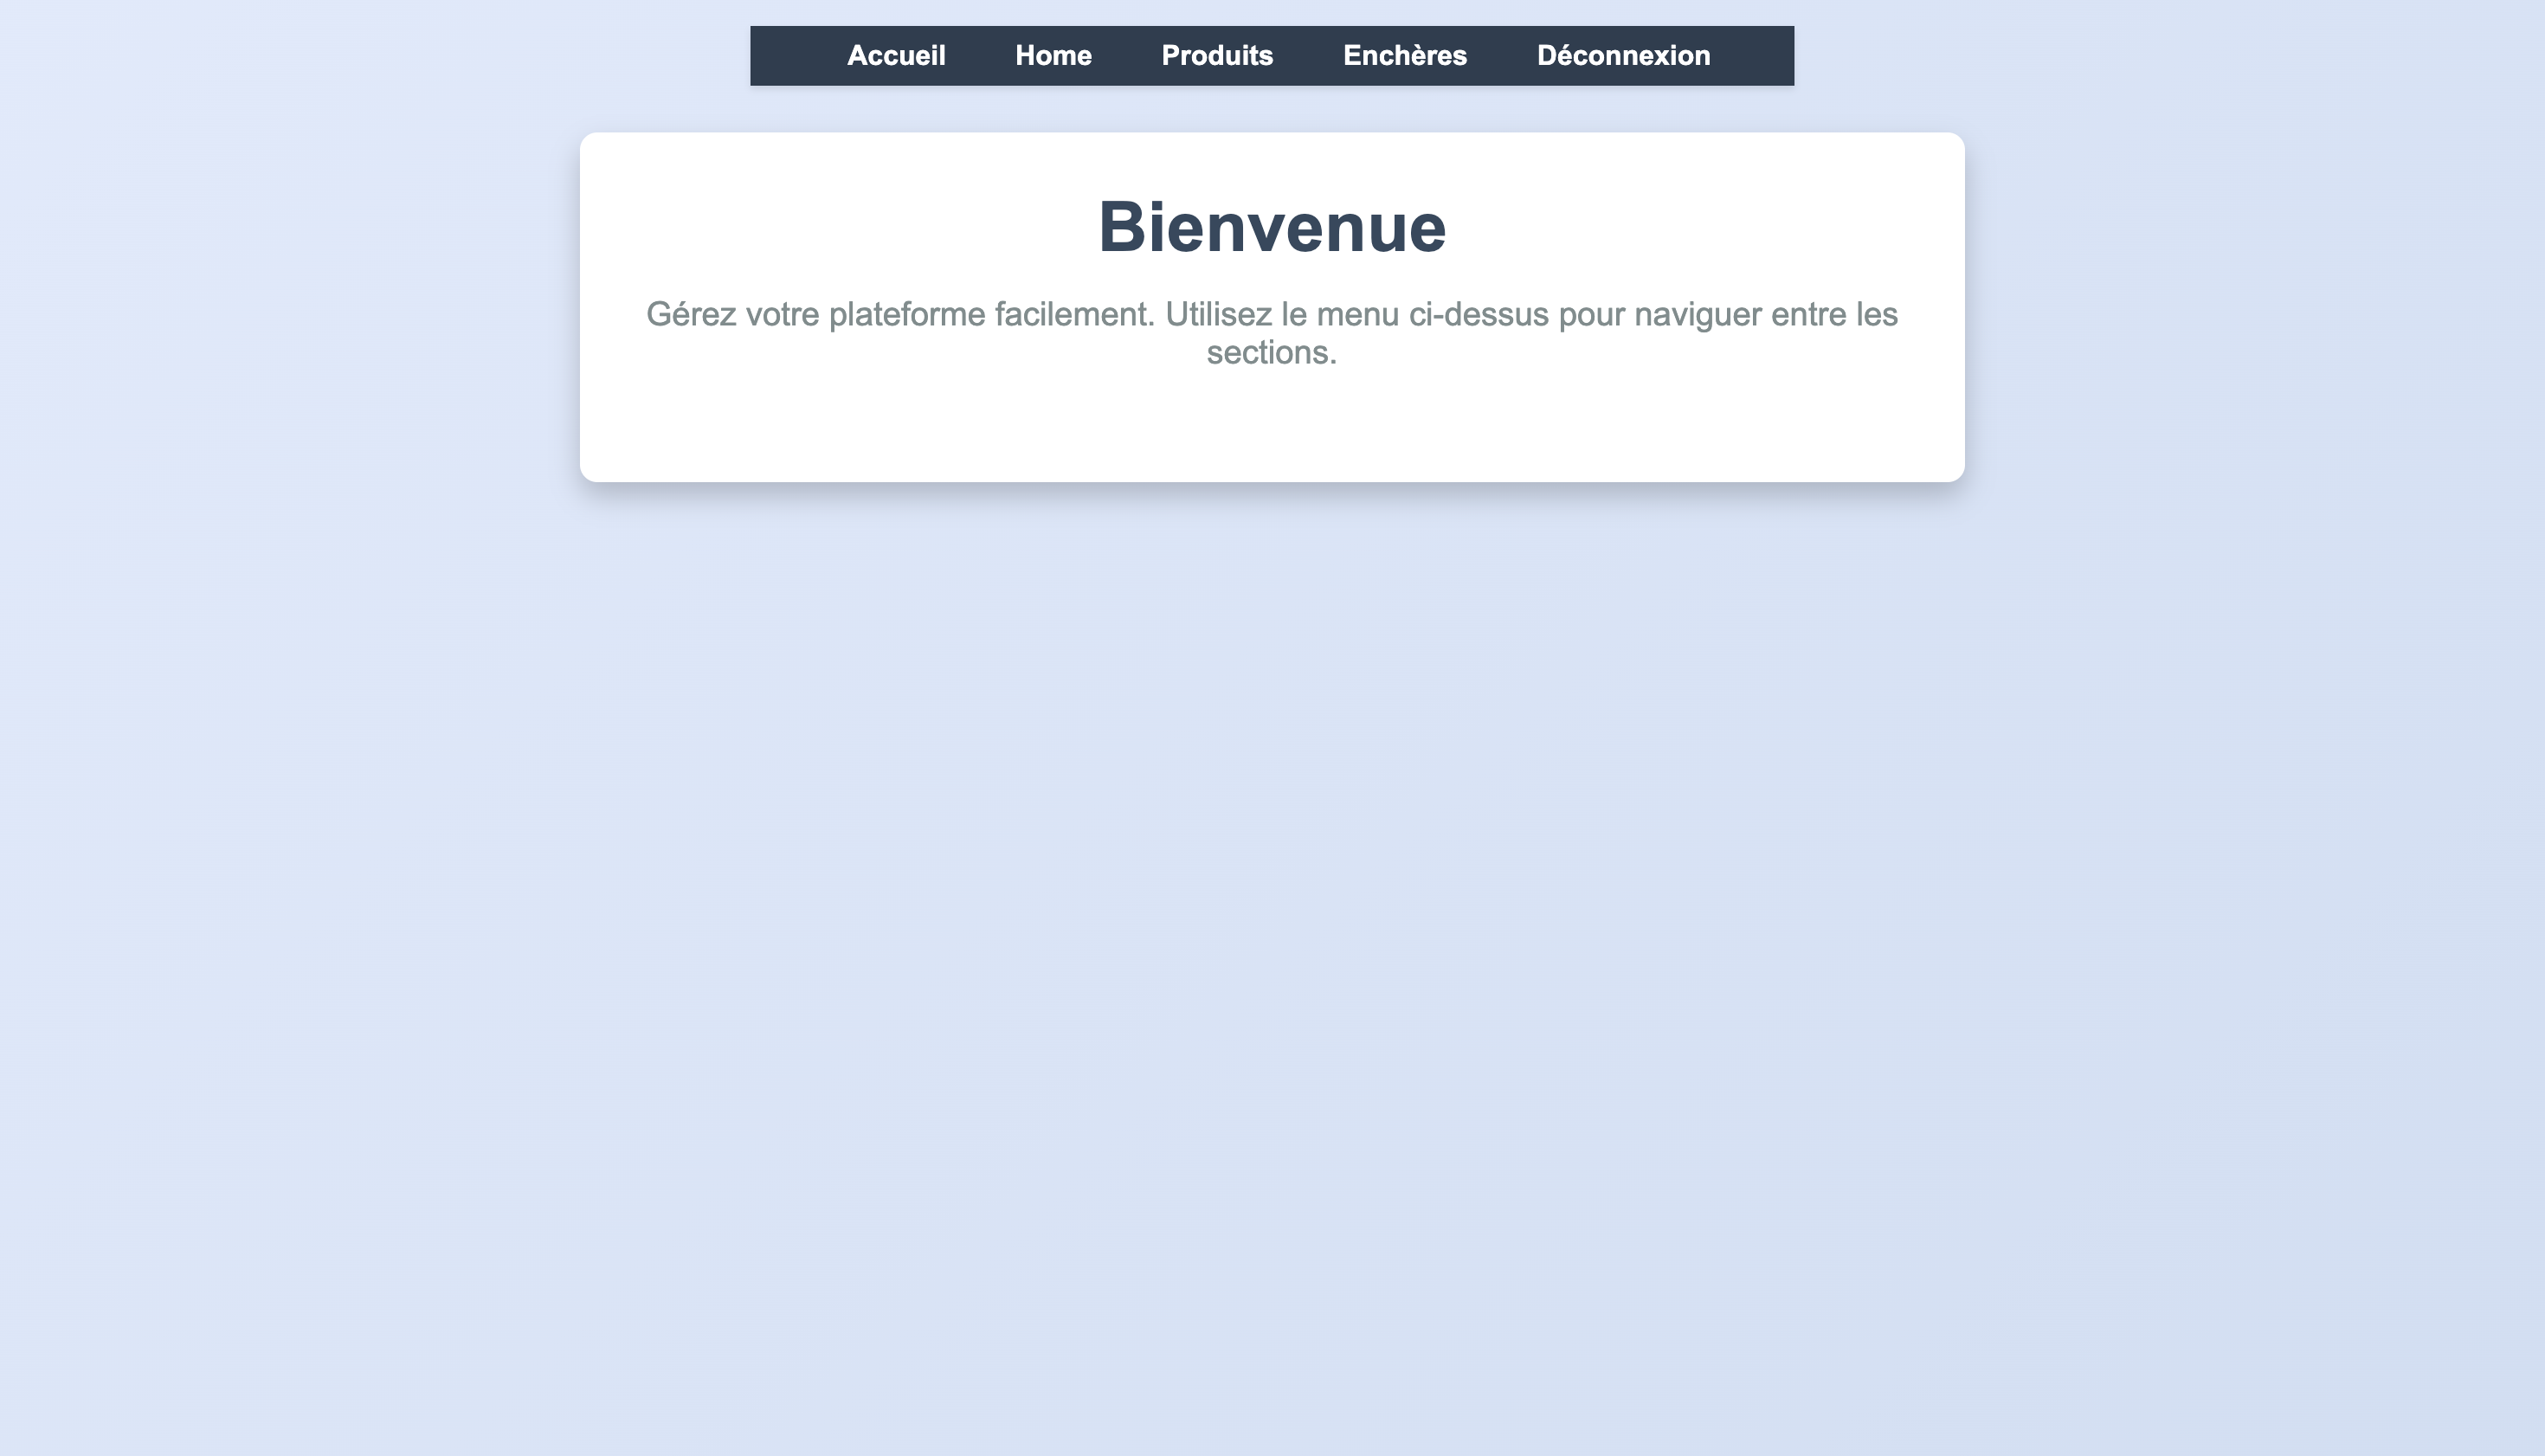 Accueil Home Produits Enchères Déconnexion
Bienvenue
Gérez votre plateforme facilement. Utilisez le menu ci-dessus pour naviguer entre les
sections.